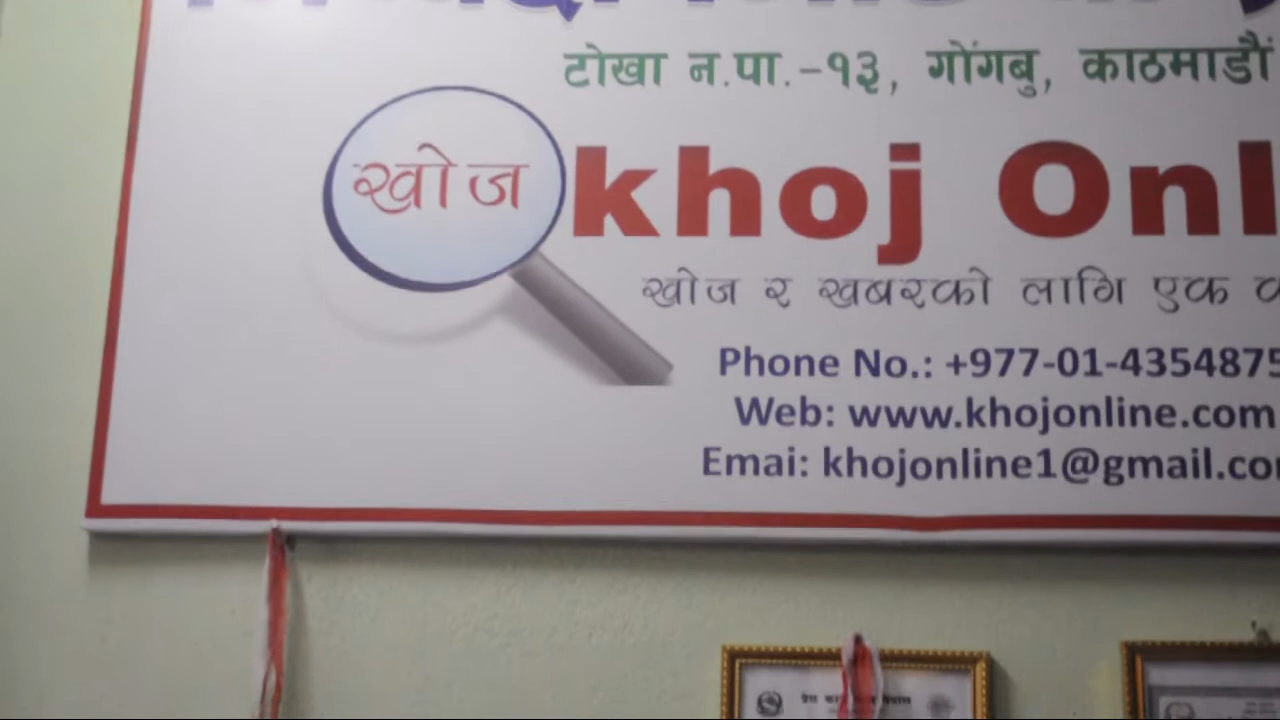 टोखा न.पा.-१३, गोंगबु, काठमाडौं
खोज
khoj Onl
खोज र खबरको लागि एक
Phone No.: +977-01-4354875
Web: www.khojonline.com
Emai: khojonline1@gmail.co